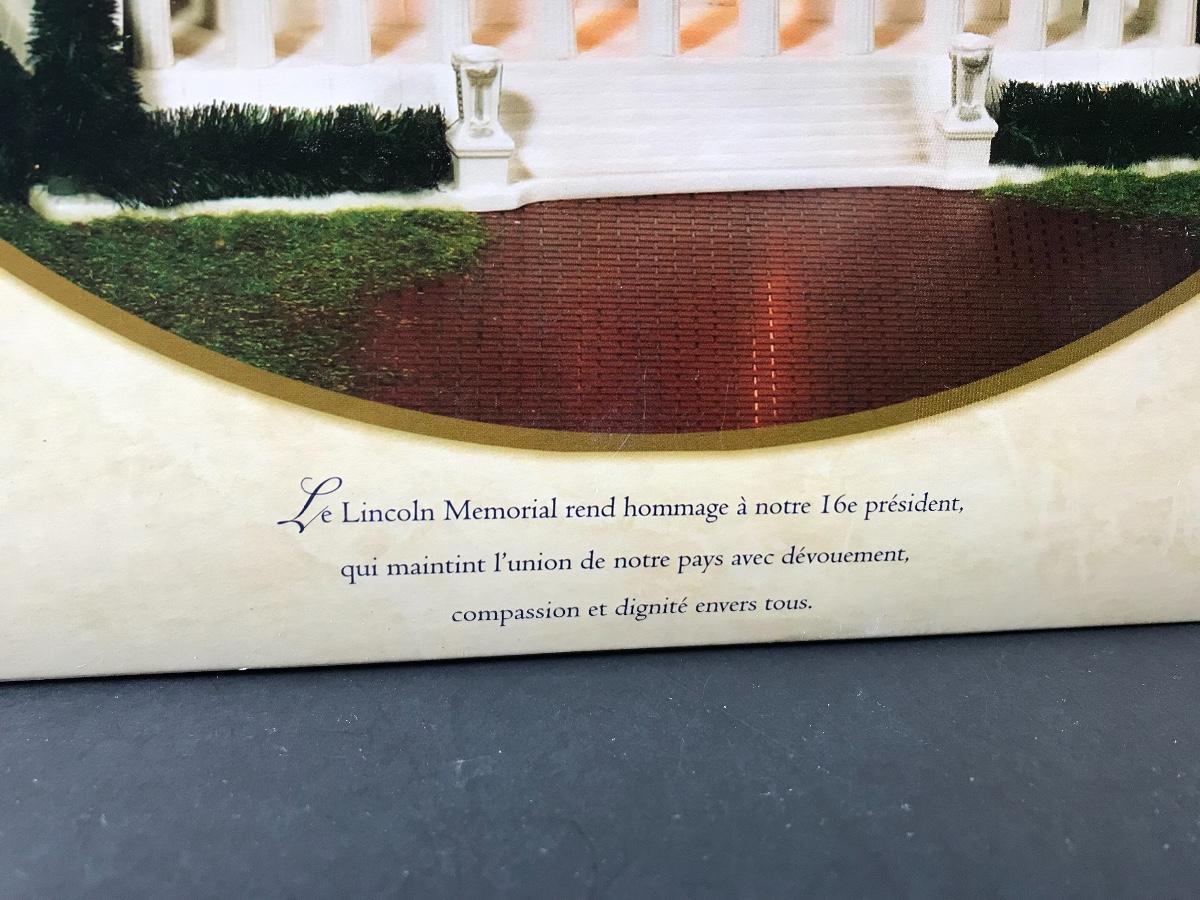 Le Lincoln Memorial rend hommage à notre 16e président,
qui maintint l'union de notre pays avec dévouement,
compassion et dignité envers tous.